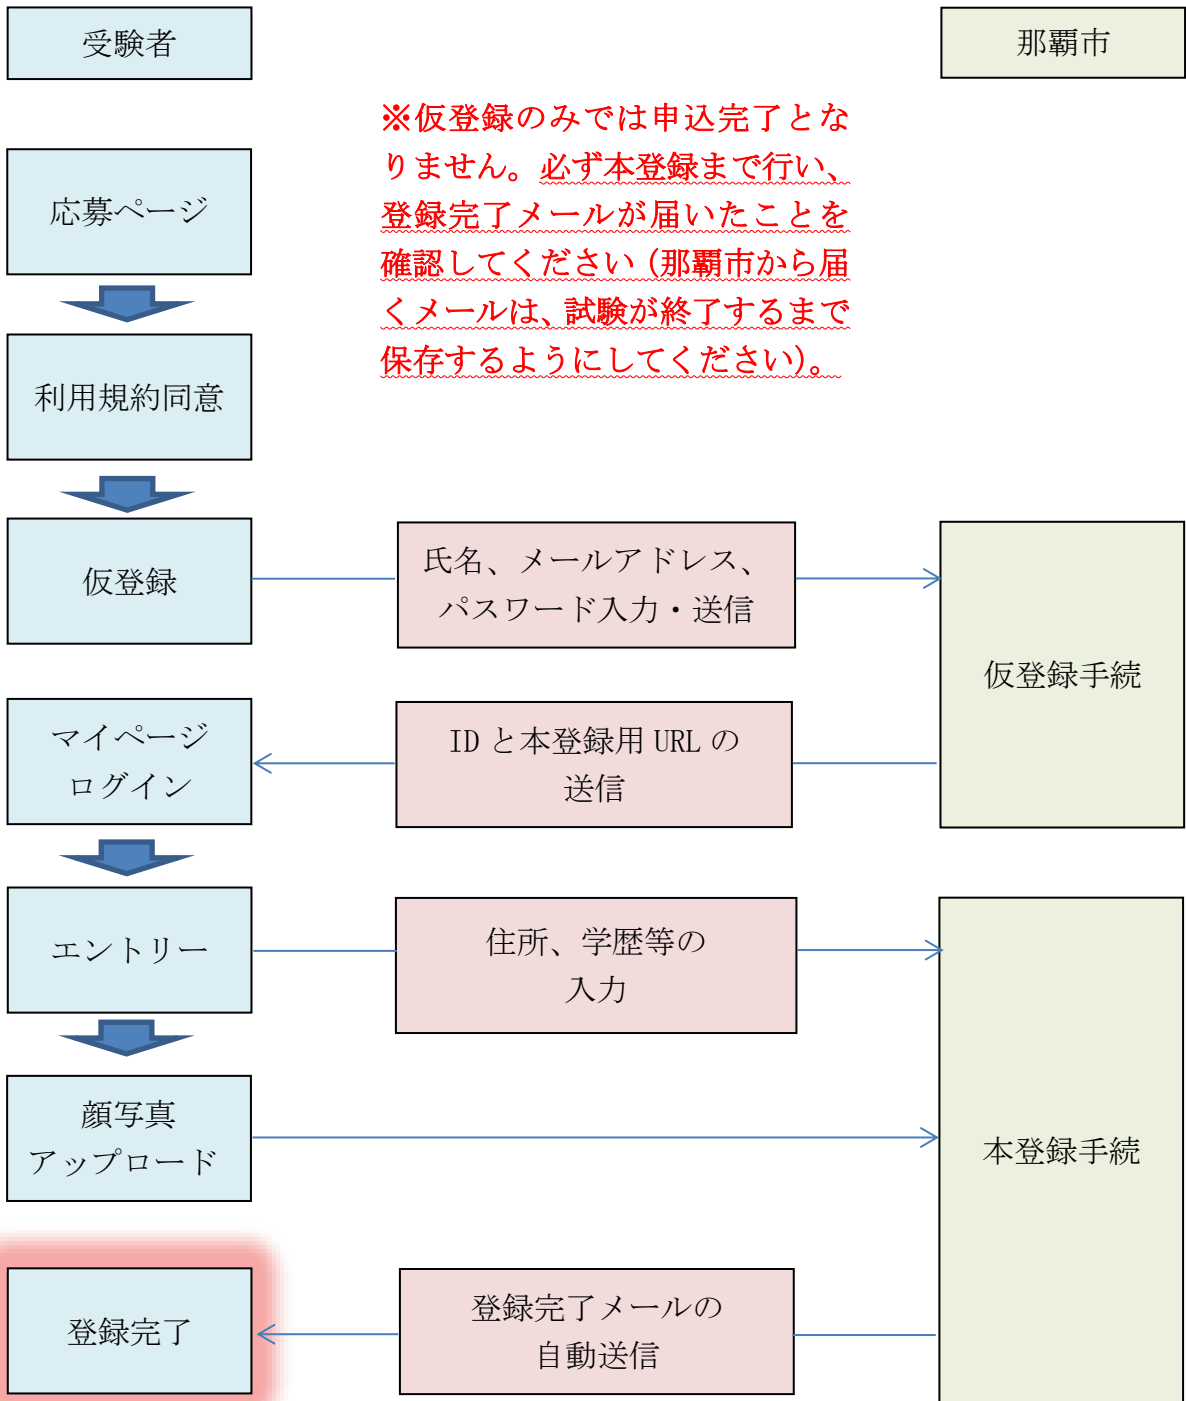 受験者
那覇市
※仮登録のみでは申込完了とな
りません。必ず本登録まで行い、
登録完了メールが届いたことを
確認してください（那覇市から届
くメールは、試験が終了するまで
保存するようにしてください）。
応募ページ
利用規約同意
仮登録
氏名、メールアドレス、
パスワード入力・送信
仮登録手続
マイページ
ログイン
ID と本登録用 URL の
送信
エントリー
住所、学歴等の
入力
顔写真
アップロード
本登録手続
登録完了
登録完了メールの
自動送信